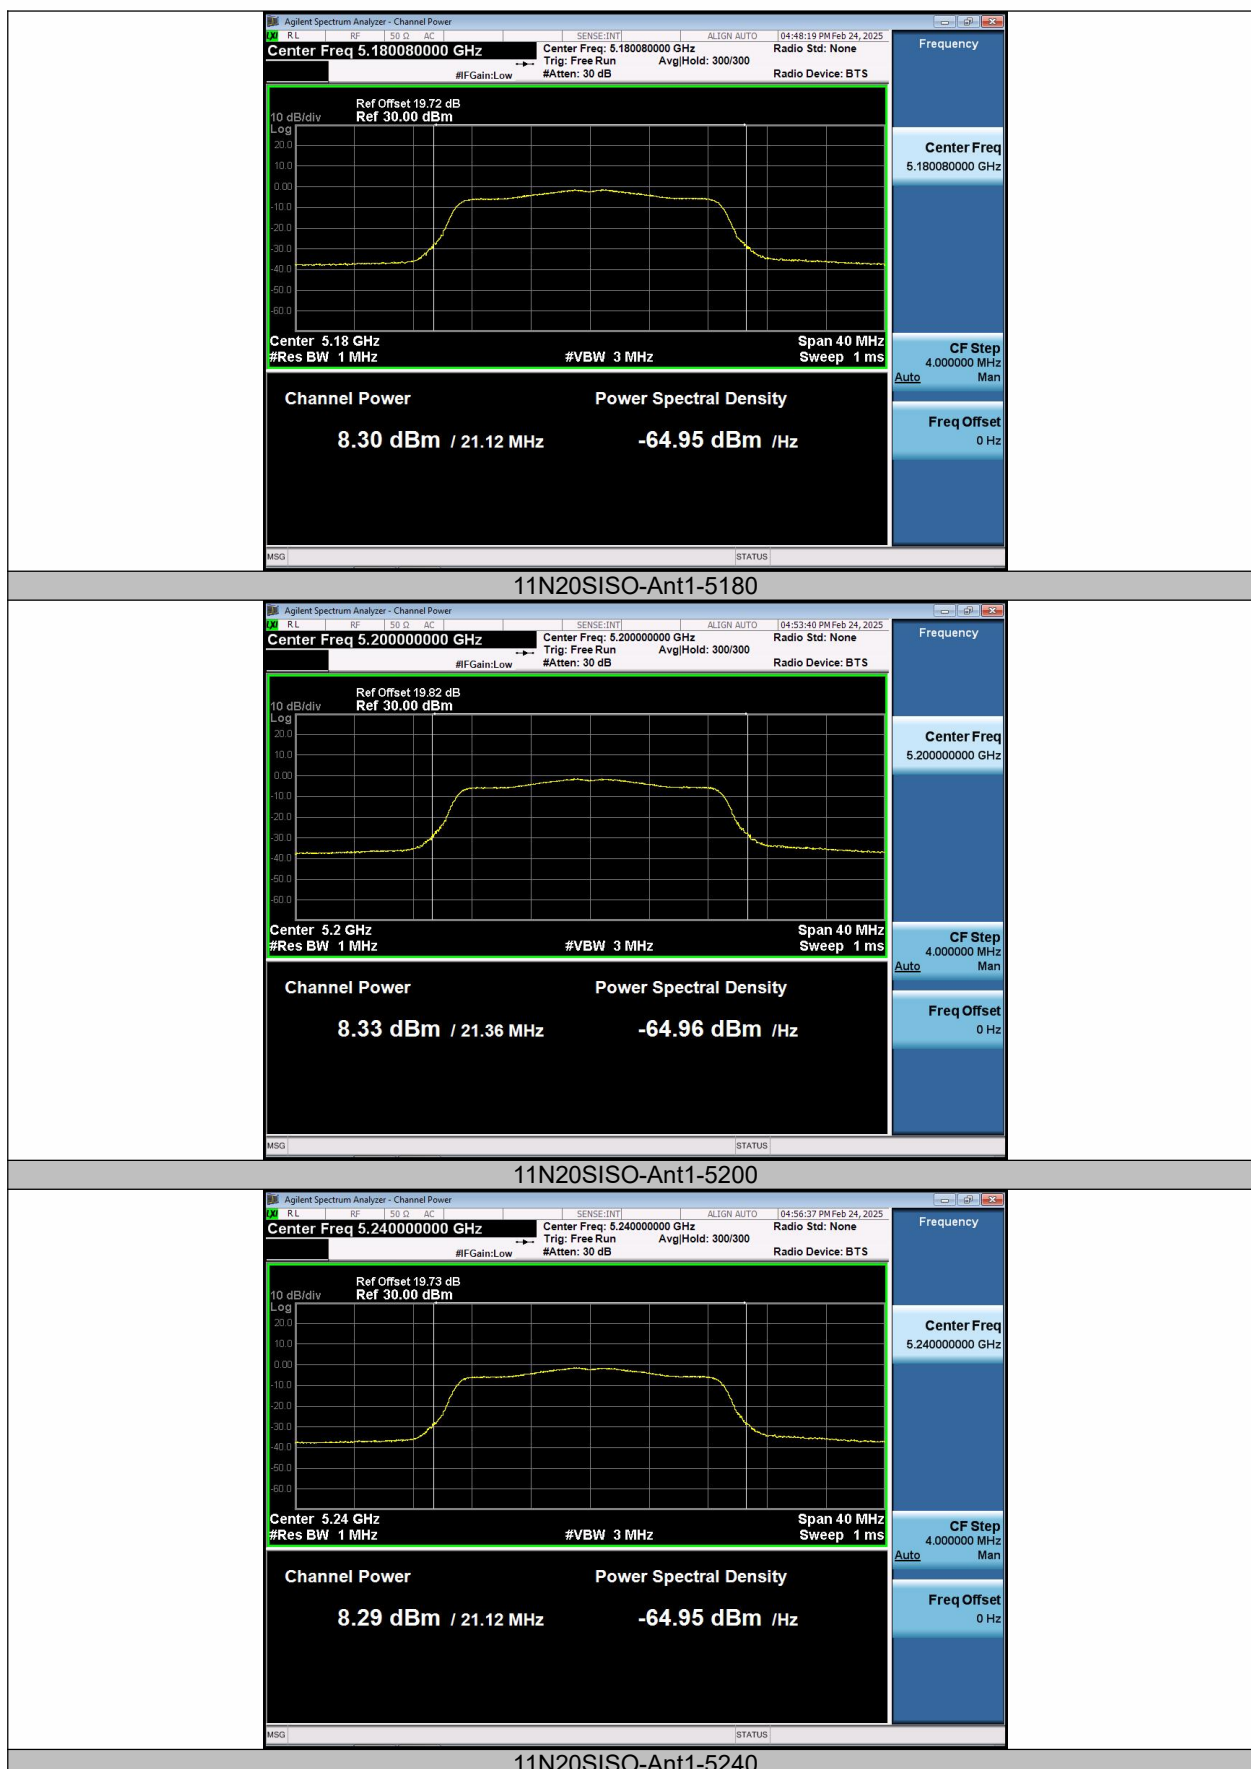 Agilent Spectrum Analyzer - Channel Power
LXI RL RF 50 Ω AC SENSE:INT ALIGN AUTO 04:48:19 PM Feb 24, 2025
Center Freq 5.180080000 GHz Center Freq: 5.180080000 GHz Radio Std: None Frequency
Trig: Free Run Avg|Hold: 300/300
#IFGain:Low #Atten: 30 dB Radio Device: BTS
Ref Offset 19.72 dB
10 dB/div Ref 30.00 dBm
Log
20.0
10.0
0.00
-10.0
-20.0
-30.0
-40.0
-50.0
-60.0
Center Freq
5.180080000 GHz
Center 5.18 GHz Span 40 MHz
#Res BW 1 MHz #VBW 3 MHz Sweep 1 ms
CF Step
4.000000 MHz
Auto Man
Channel Power Power Spectral Density
Freq Offset
0 Hz
8.30 dBm / 21.12 MHz -64.95 dBm /Hz
MSG STATUS
11N20SISO-Ant1-5180
Agilent Spectrum Analyzer - Channel Power
LXI RL RF 50 Ω AC SENSE:INT ALIGN AUTO 04:53:40 PM Feb 24, 2025
Center Freq 5.200000000 GHz Center Freq: 5.200000000 GHz Radio Std: None Frequency
Trig: Free Run Avg|Hold: 300/300
#IFGain:Low #Atten: 30 dB Radio Device: BTS
Ref Offset 19.82 dB
10 dB/div Ref 30.00 dBm
Log
20.0
10.0
0.00
-10.0
-20.0
-30.0
-40.0
-50.0
-60.0
Center Freq
5.200000000 GHz
Center 5.2 GHz Span 40 MHz
#Res BW 1 MHz #VBW 3 MHz Sweep 1 ms
CF Step
4.000000 MHz
Auto Man
Channel Power Power Spectral Density
Freq Offset
0 Hz
8.33 dBm / 21.36 MHz -64.96 dBm /Hz
MSG STATUS
11N20SISO-Ant1-5200
Agilent Spectrum Analyzer - Channel Power
LXI RL RF 50 Ω AC SENSE:INT ALIGN AUTO 04:56:37 PM Feb 24, 2025
Center Freq 5.240000000 GHz Center Freq: 5.240000000 GHz Radio Std: None Frequency
Trig: Free Run Avg|Hold: 300/300
#IFGain:Low #Atten: 30 dB Radio Device: BTS
Ref Offset 19.73 dB
10 dB/div Ref 30.00 dBm
Log
20.0
10.0
0.00
-10.0
-20.0
-30.0
-40.0
-50.0
-60.0
Center Freq
5.240000000 GHz
Center 5.24 GHz Span 40 MHz
#Res BW 1 MHz #VBW 3 MHz Sweep 1 ms
CF Step
4.000000 MHz
Auto Man
Channel Power Power Spectral Density
Freq Offset
0 Hz
8.29 dBm / 21.12 MHz -64.95 dBm /Hz
MSG STATUS
11N20SISO-Ant1-5240